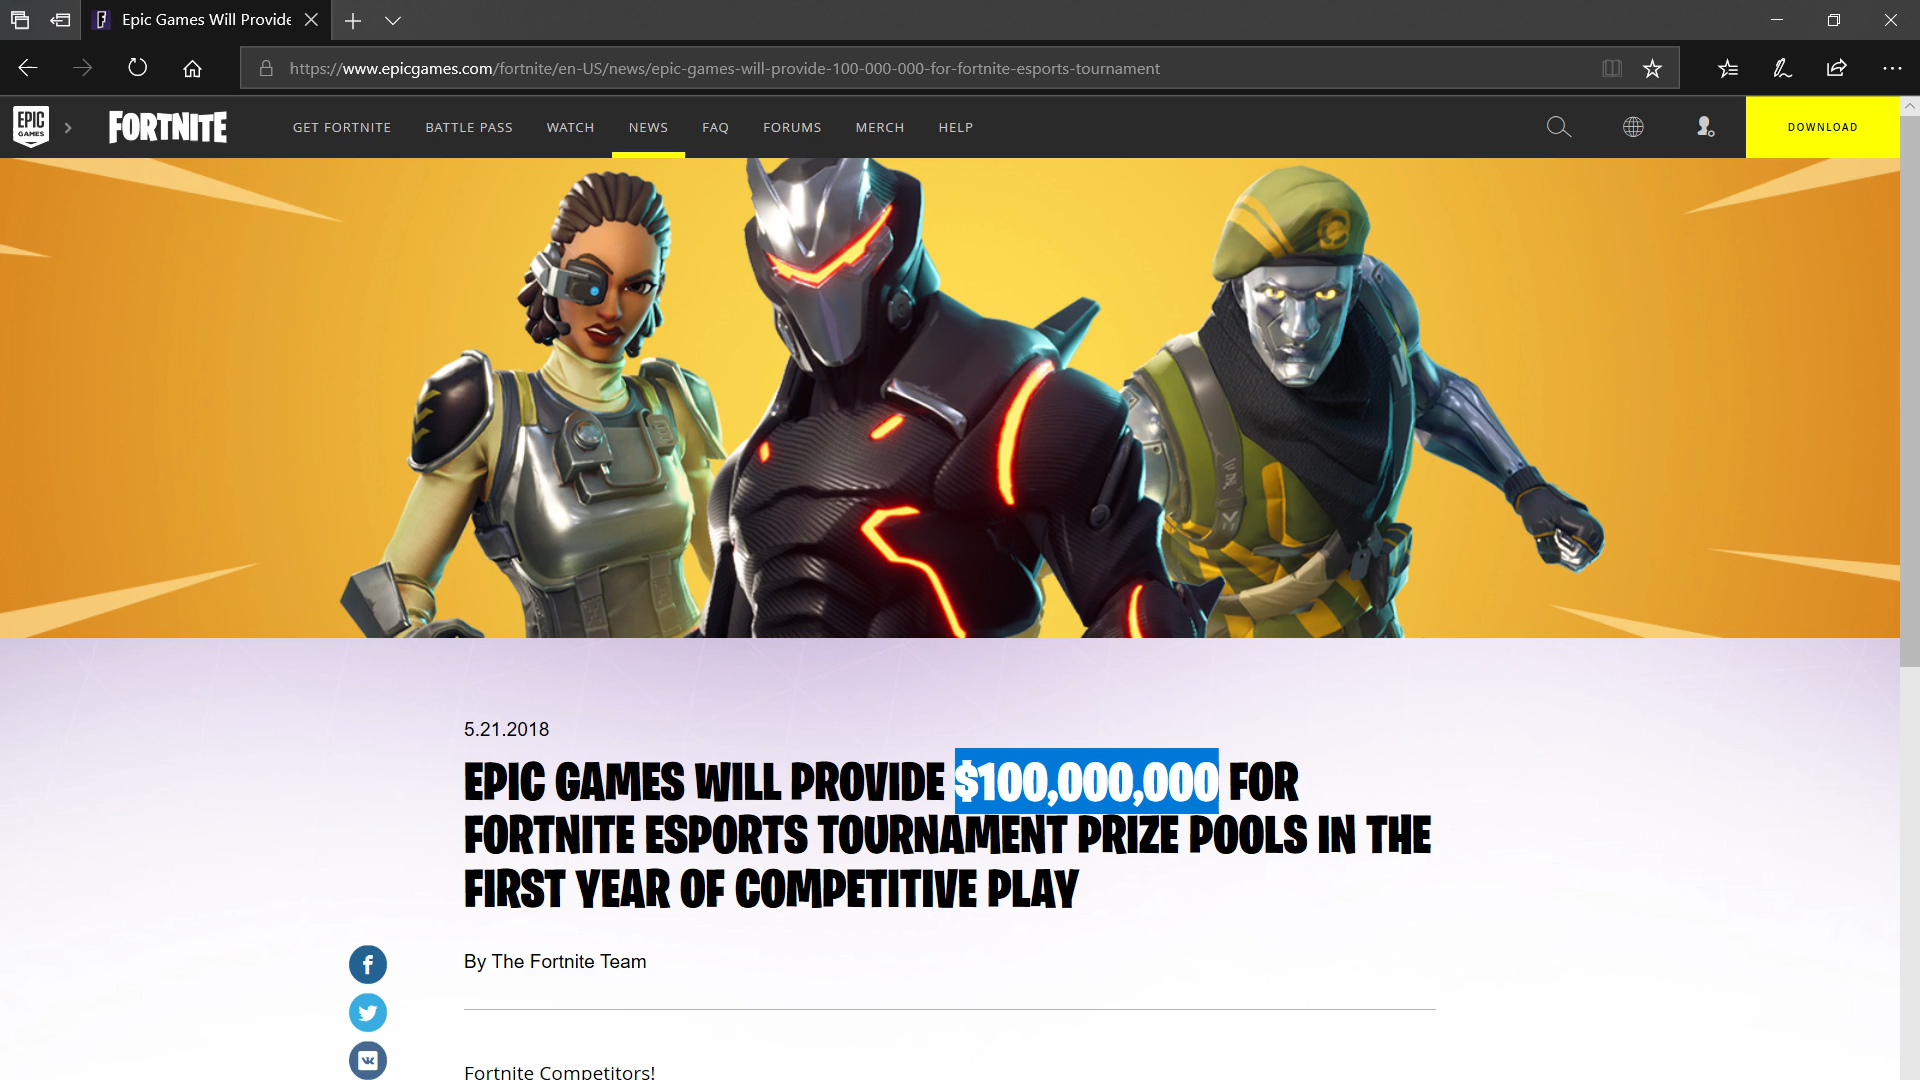 Epic Games Will Provide
https://www.epicgames.com/fortnite/en-US/news/epic-games-will-provide-100-000-000-for-fortnite-esports-tournament
EPIC GAMES
FORTNITE
GET FORTNITE
BATTLE PASS
WATCH
NEWS
FAQ
FORUMS
MERCH
HELP
DOWNLOAD
5.21.2018
EPIC GAMES WILL PROVIDE $100,000,000 FOR
FORTNITE ESPORTS TOURNAMENT PRIZE POOLS IN THE
FIRST YEAR OF COMPETITIVE PLAY
By The Fortnite Team
Fortnite Competitors!